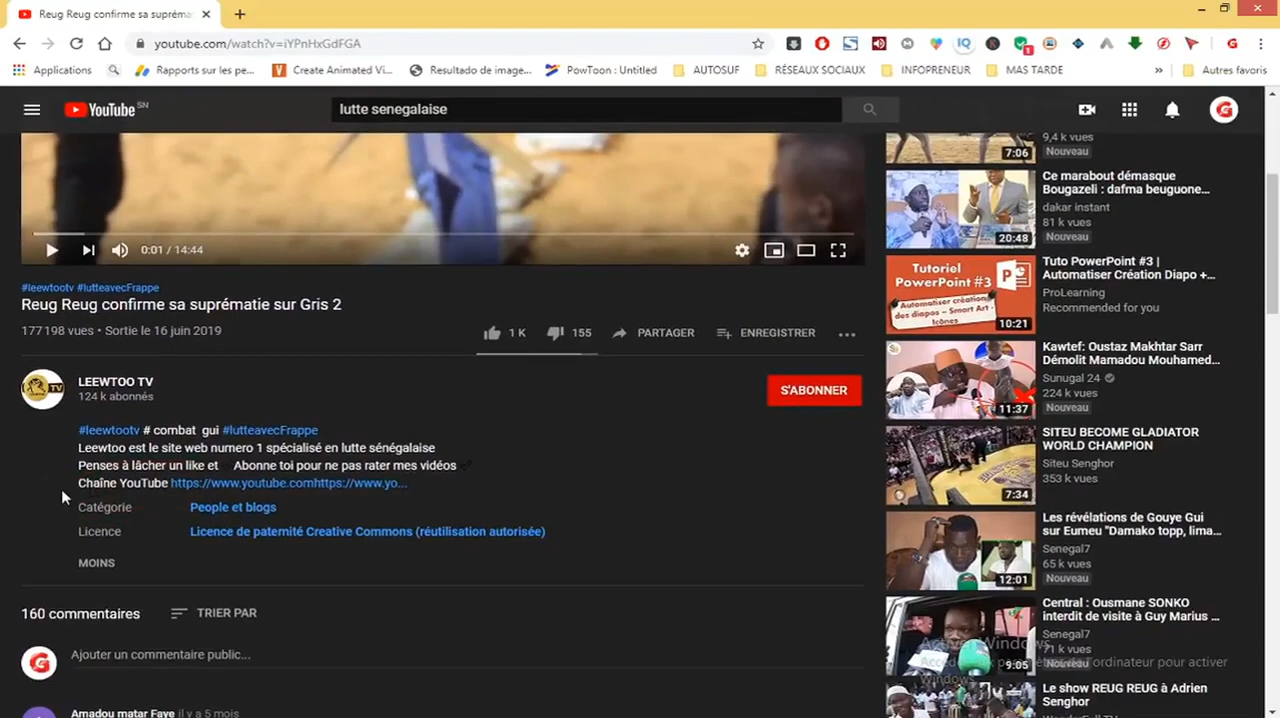 Reug Reug confirme sa supréma
youtube.com/watch?v=iYPnHxGdFGA
Applications
Rapports sur les pe...
Create Animated Vi...
Resultado de image...
PowToon : Untitled
AUTOSUF
RÉSEAUX SOCIAUX
INFOPRENEUR
MAS TARDE
»
Autres favoris
YouTube SN
lutte senegalaise
0:01 / 14:44
#leewtootv #lutteavecFrappe
Reug Reug confirme sa suprématie sur Gris 2
177 198 vues • Sortie le 16 juin 2019
1 K
155
PARTAGER
ENREGISTRER
LEEWTOO TV
124 k abonnés
S'ABONNER
#leewtootv # combat gui #lutteavecFrappe
Leewtoo est le site web numero 1 spécialisé en lutte sénégalaise
Penses à lâcher un like et Abonne toi pour ne pas rater mes vidéos
Chaîne YouTube https://www.youtube.comhttps://www.yo...
Catégorie People et blogs
Licence Licence de paternité Creative Commons (réutilisation autorisée)
MOINS
160 commentaires TRIER PAR
Ajouter un commentaire public...
Amadou matar Faye il y a 5 mois
9,4 k vues
Nouveau
7:06
Ce marabout démasque
Bougazeli : dafma beuguone...
dakar instant
81 k vues
Nouveau
20:48
Tutoriel
PowerPoint #3
Automatiser création
des diapos – Smart Art -
Icônes
10:21
Tuto PowerPoint #3 |
Automatiser Création Diapo +...
ProLearning
Recommended for you
Kawtef: Oustaz Makhtar Sarr
Démolit Mamadou Mouhamed...
Sunugal 24
224 k vues
Nouveau
11:37
SITEU BECOME GLADIATOR
WORLD CHAMPION
Siteu Senghor
353 k vues
7:34
Les révélations de Gouye Gui
sur Eumeu "Damako topp, lima...
Senegal7
65 k vues
Nouveau
12:01
Central : Ousmane SONKO
interdit de visite à Guy Marius ...
Senegal7
71 k vues
Nouveau
9:05
Le show REUG REUG à Adrien
Senghor
Activer Windows
l'ordinateur pour activer
Windows.